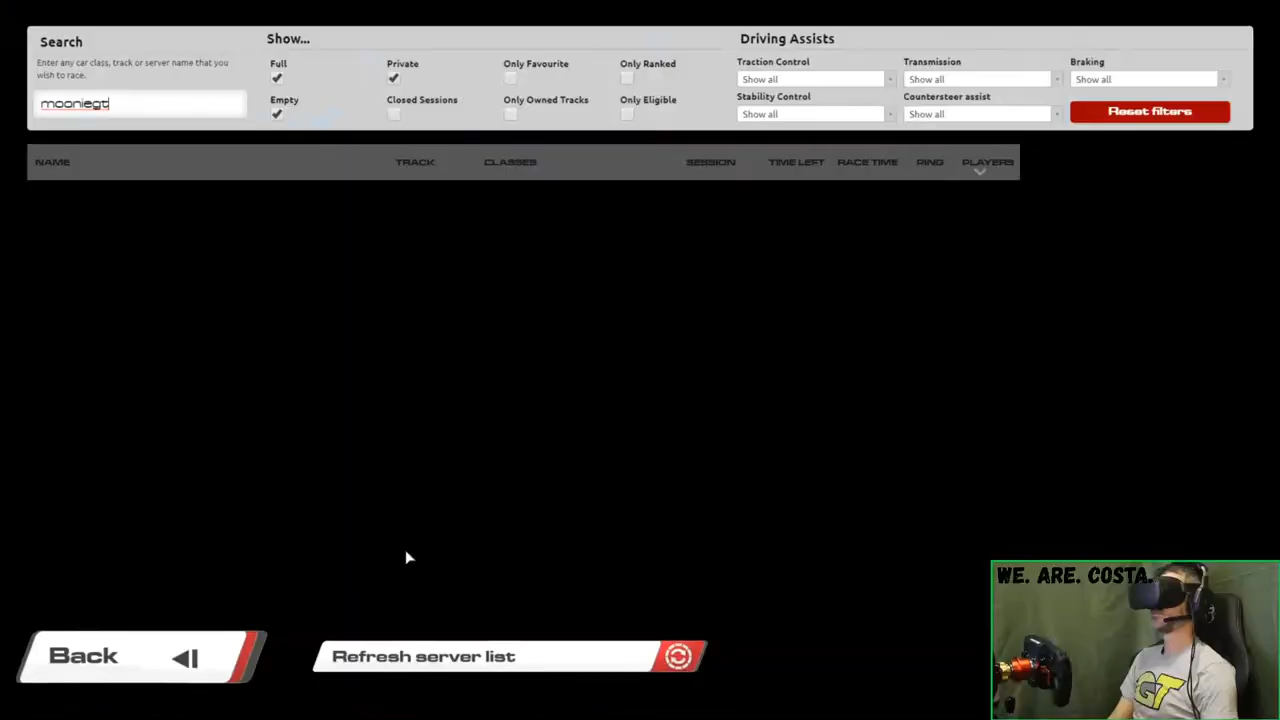 Search
Enter any car class, track or server name that you
wish to race.
mooniegt
Show...
Full
Private
Only Favourite
Only Ranked
Empty
Closed Sessions
Only Owned Tracks
Only Eligible
Driving Assists
Traction Control
Transmission
Braking
Show all
Show all
Show all
Stability Control
Countersteer assist
Show all
Show all
Reset filters
NAME
TRACK
CLASSES
SESSION
TIME LEFT
RACE TIME
PING
PLAYERS
Back
Refresh server list
WE. ARE. COSTA.
GT